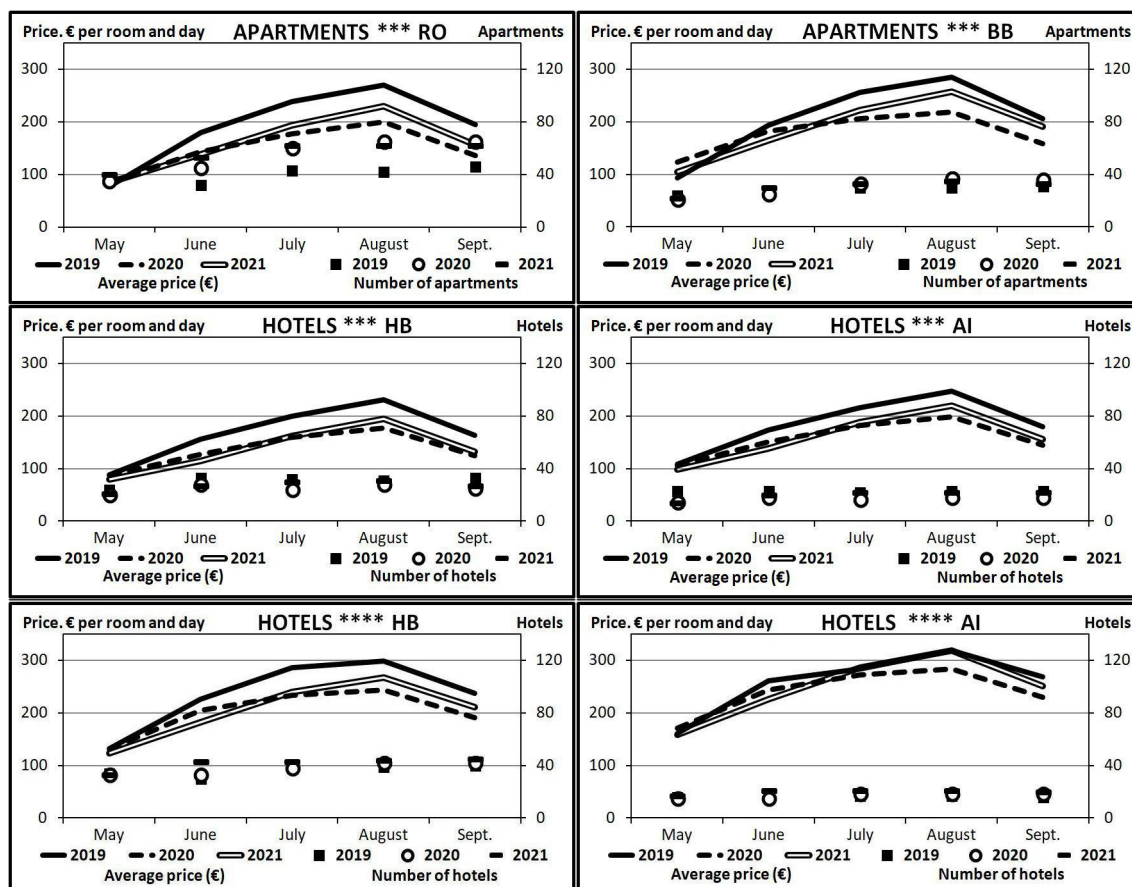 Price. € per room and day APARTMENTS *** RO Apartments
300 120
200 80
100 40
0 0
May June July August Sept.
2019 2020 2021 2019 2020 2021
Average price (€) Number of apartments
Price. € per room and day APARTMENTS *** BB Apartments
300 120
200 80
100 40
0 0
May June July August Sept.
2019 2020 2021 2019 2020 2021
Average price (€) Number of apartments
Price. € per room and day HOTELS *** HB Hotels
300 120
200 80
100 40
0 0
May June July August Sept.
2019 2020 2021 2019 2020 2021
Average price (€) Number of hotels
Price. € per room and day HOTELS *** AI Hotels
300 120
200 80
100 40
0 0
May June July August Sept.
2019 2020 2021 2019 2020 2021
Average price (€) Number of hotels
Price. € per room and day HOTELS **** HB Hotels
300 120
200 80
100 40
0 0
May June July August Sept.
2019 2020 2021 2019 2020 2021
Average price (€) Number of hotels
Price. € per room and day HOTELS **** AI Hotels
300 120
200 80
100 40
0 0
May June July August Sept.
2019 2020 2021 2019 2020 2021
Average price (€) Number of hotels